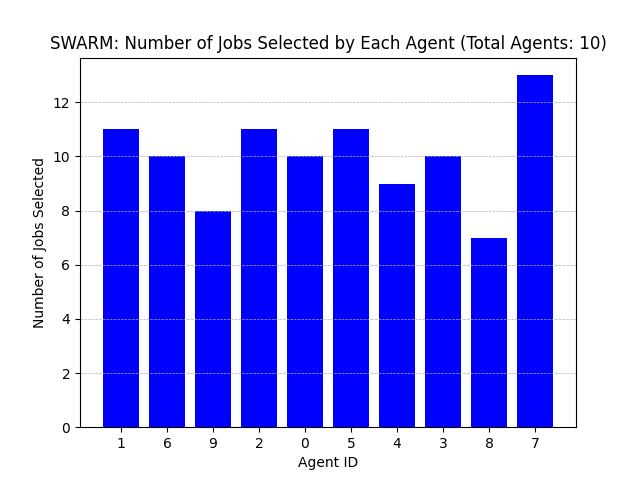 SWARM: Number of Jobs Selected by Each Agent (Total Agents: 10)
12
10
8
6
4
2
0
Number of Jobs Selected
1 6 9 2 0 5 4 3 8 7
Agent ID